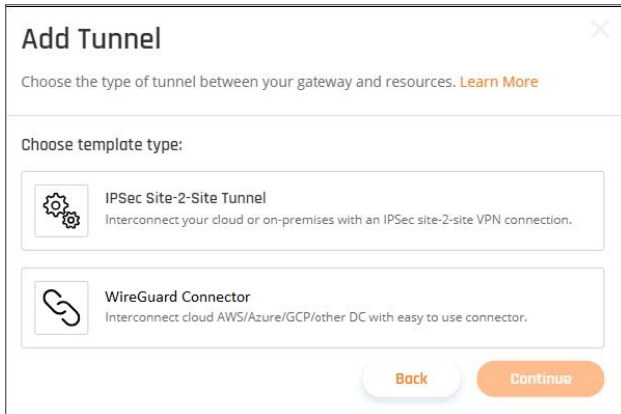 Add Tunnel
Choose the type of tunnel between your gateway and resources. Learn More
Choose template type:
IPSec Site-2-Site Tunnel
Interconnect your cloud or on-premises with an IPSec site-2-site VPN connection.
WireGuard Connector
Interconnect cloud AWS/Azure/GCP/other DC with easy to use connector.
Back Continue